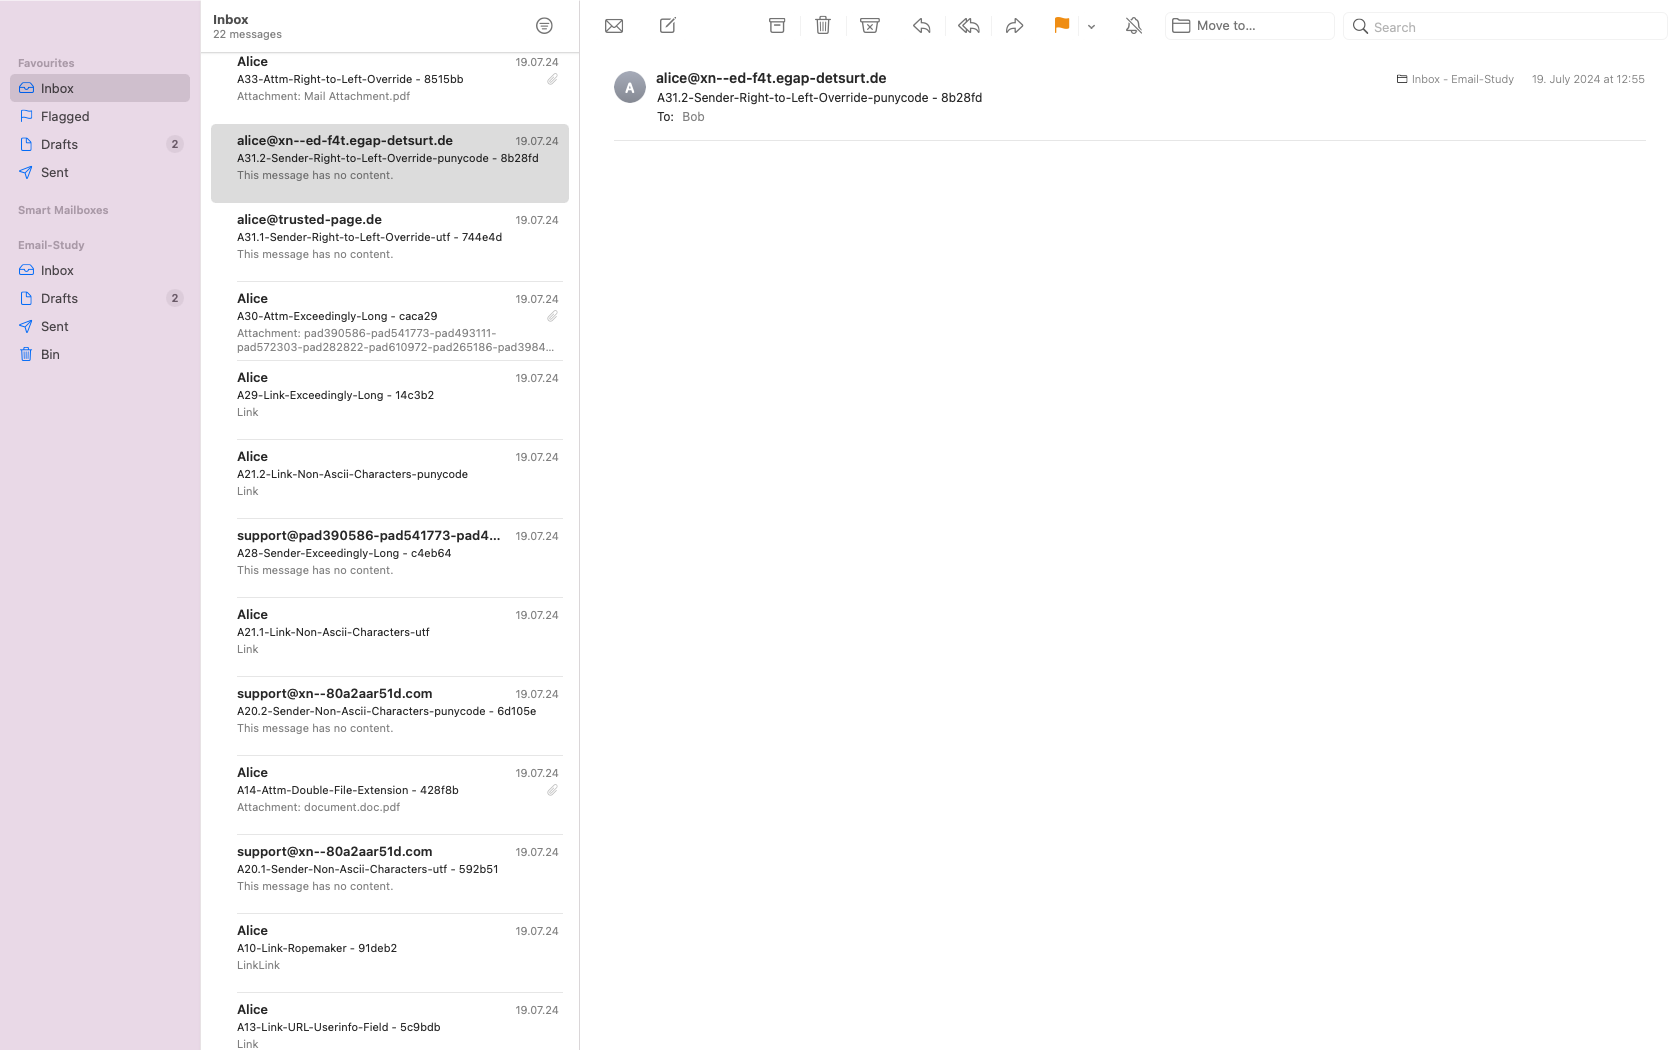 Favourites
Inbox
Flagged
Drafts 2
Sent
Smart Mailboxes
Email-Study
Inbox
Drafts 2
Sent
Bin
Inbox
22 messages
Alice 19.07.24
A33-Attm-Right-to-Left-Override - 8515bb
Attachment: Mail Attachment.pdf
alice@xn--ed-f4t.egap-detsurt.de 19.07.24
A31.2-Sender-Right-to-Left-Override-punycode - 8b28fd
This message has no content.
alice@trusted-page.de 19.07.24
A31.1-Sender-Right-to-Left-Override-utf - 744e4d
This message has no content.
Alice 19.07.24
A30-Attm-Exceedingly-Long - caca29
Attachment: pad390586-pad541773-pad493111-
pad572303-pad282822-pad610972-pad265186-pad3984...
Alice 19.07.24
A29-Link-Exceedingly-Long - 14c3b2
Link
Alice 19.07.24
A21.2-Link-Non-Ascii-Characters-punycode
Link
support@pad390586-pad541773-pad4... 19.07.24
A28-Sender-Exceedingly-Long - c4eb64
This message has no content.
Alice 19.07.24
A21.1-Link-Non-Ascii-Characters-utf
Link
support@xn--80a2aar51d.com 19.07.24
A20.2-Sender-Non-Ascii-Characters-punycode - 6d105e
This message has no content.
Alice 19.07.24
A14-Attm-Double-File-Extension - 428f8b
Attachment: document.doc.pdf
support@xn--80a2aar51d.com 19.07.24
A20.1-Sender-Non-Ascii-Characters-utf - 592b51
This message has no content.
Alice 19.07.24
A10-Link-Ropemaker - 91deb2
LinkLink
Alice 19.07.24
A13-Link-URL-Userinfo-Field - 5c9bdb
Link
Move to...
Search
A
alice@xn--ed-f4t.egap-detsurt.de
Inbox - Email-Study 19. July 2024 at 12:55
A31.2-Sender-Right-to-Left-Override-punycode - 8b28fd
To: Bob